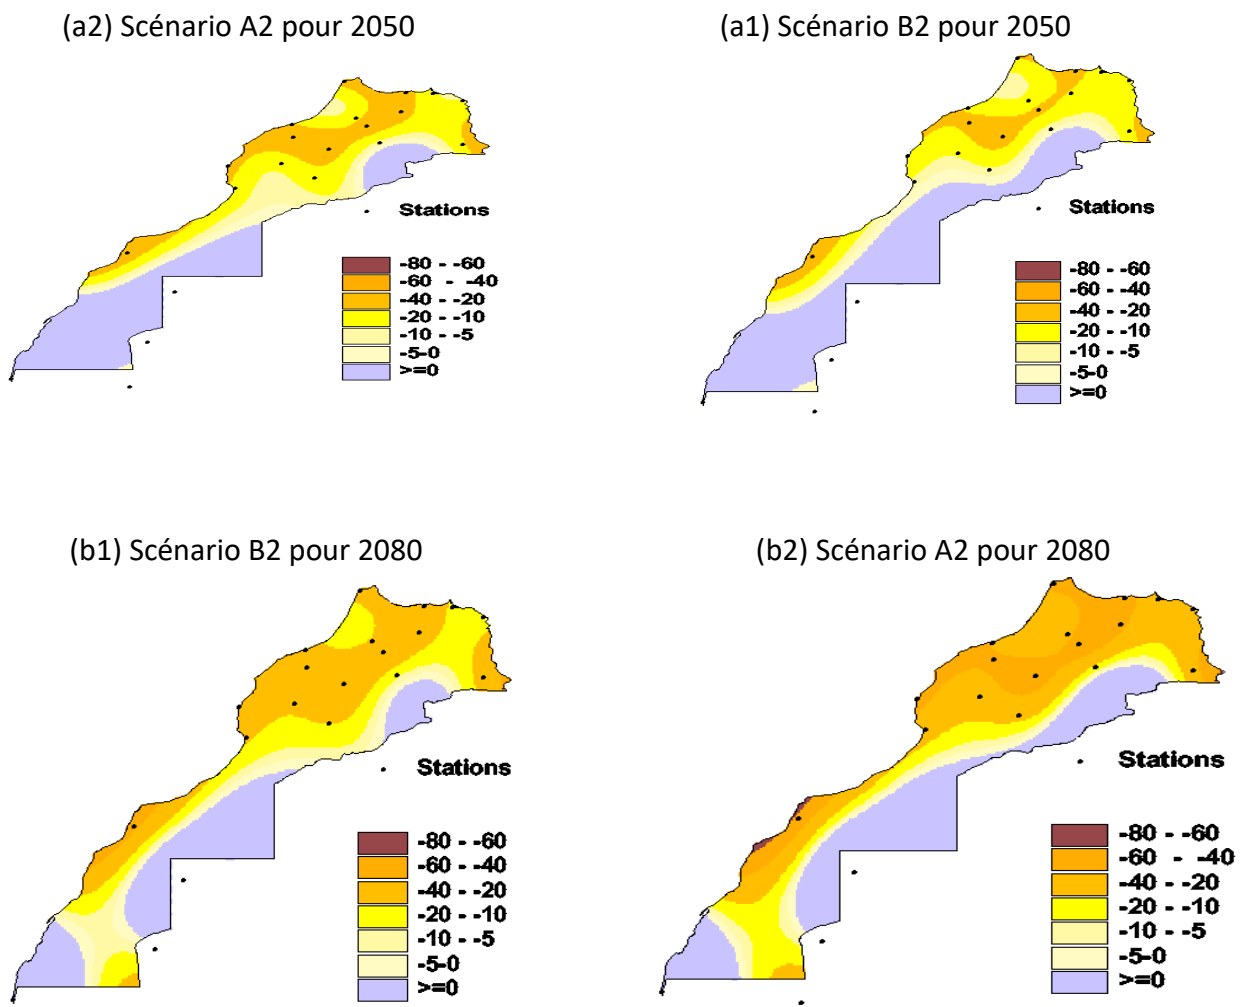 (a2) Scénario A2 pour 2050
Stations
-80 - -60
-60 - -40
-40 - -20
-20 - -10
-10 - -5
-5-0
>=0
(a1) Scénario B2 pour 2050
Stations
-80 - -60
-60 - -40
-40 - -20
-20 - -10
-10 - -5
-5-0
>=0
(b1) Scénario B2 pour 2080
Stations
-80 - -60
-60 - -40
-40 - -20
-20 - -10
-10 - -5
-5-0
>=0
(b2) Scénario A2 pour 2080
Stations
-80 - -60
-60 - -40
-40 - -20
-20 - -10
-10 - -5
-5-0
>=0